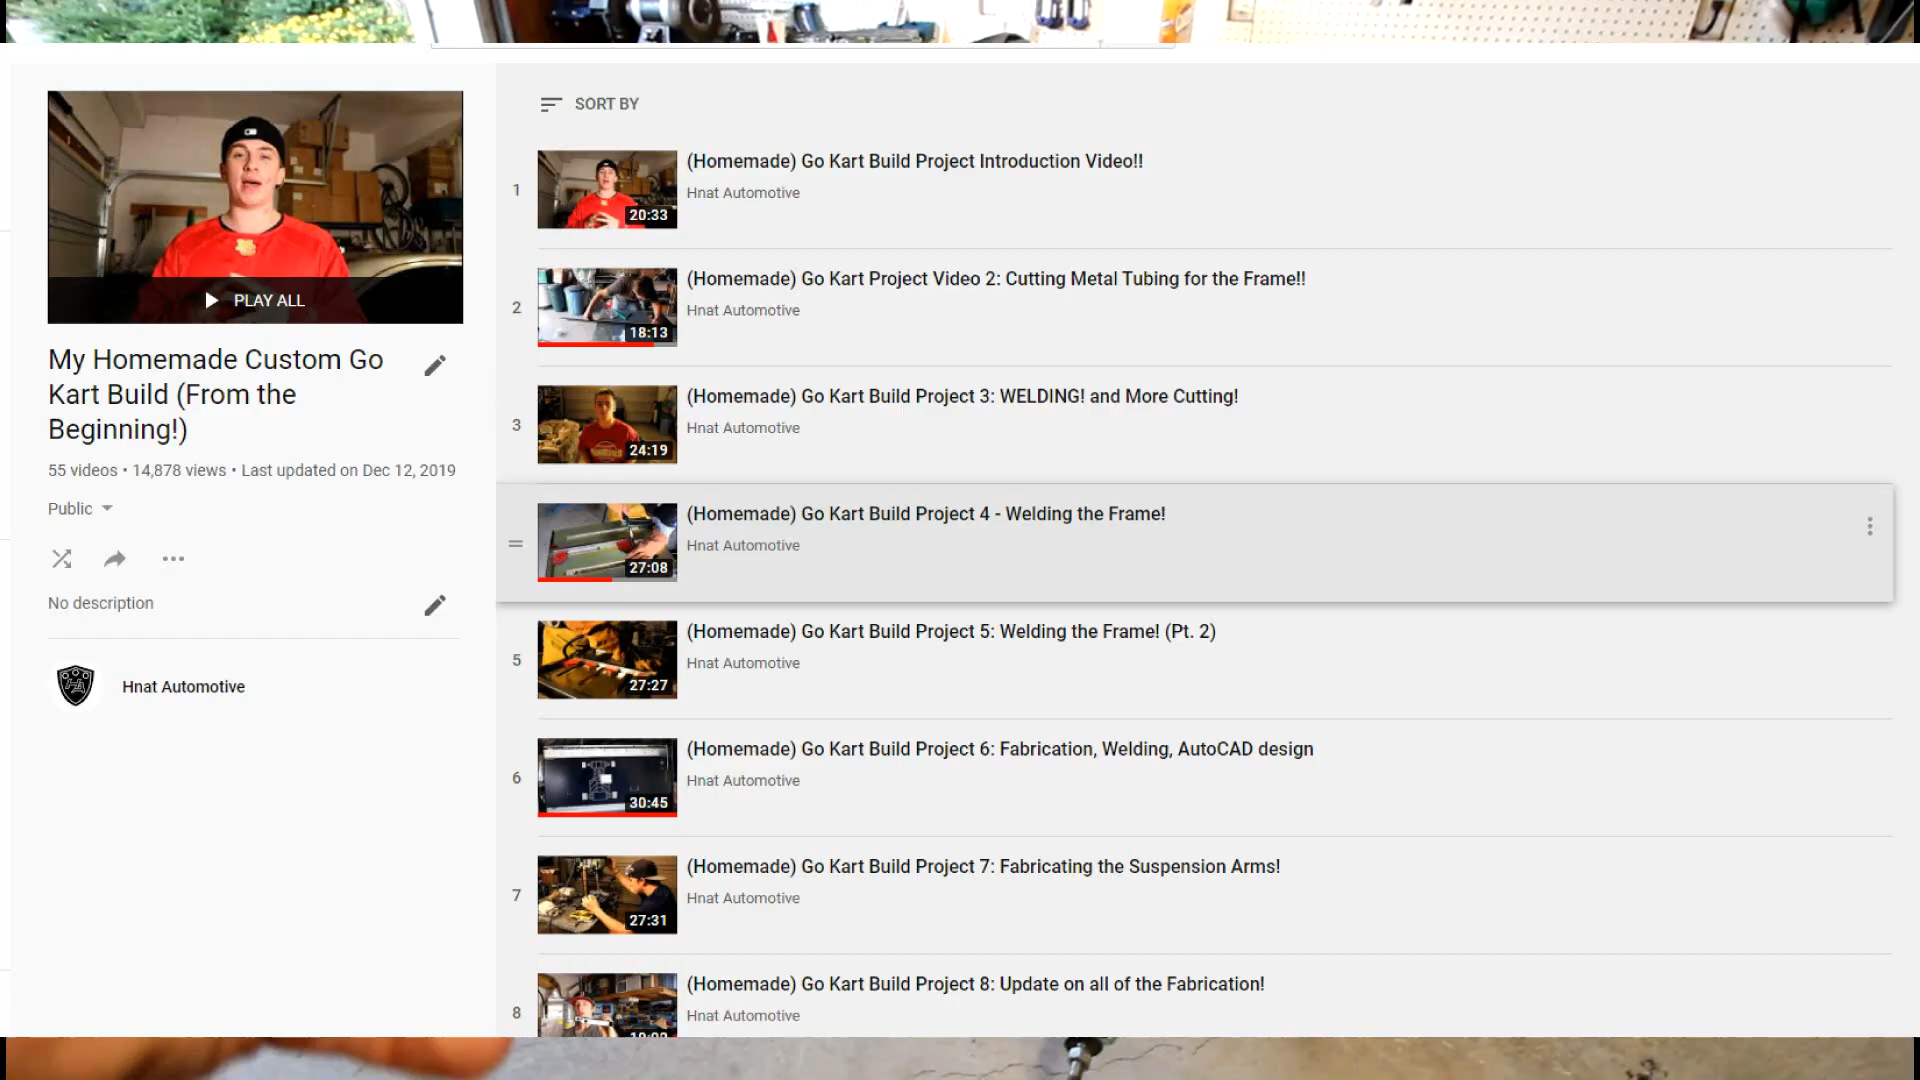 PLAY ALL
My Homemade Custom Go
Kart Build (From the
Beginning!)
55 videos • 14,878 views • Last updated on Dec 12, 2019
Public
No description
Hnat Automotive
SORT BY
1
20:33
(Homemade) Go Kart Build Project Introduction Video!!
Hnat Automotive
2
18:13
(Homemade) Go Kart Project Video 2: Cutting Metal Tubing for the Frame!!
Hnat Automotive
3
24:19
(Homemade) Go Kart Build Project 3: WELDING! and More Cutting!
Hnat Automotive
27:08
(Homemade) Go Kart Build Project 4 - Welding the Frame!
Hnat Automotive
5
27:27
(Homemade) Go Kart Build Project 5: Welding the Frame! (Pt. 2)
Hnat Automotive
6
30:45
(Homemade) Go Kart Build Project 6: Fabrication, Welding, AutoCAD design
Hnat Automotive
7
27:31
(Homemade) Go Kart Build Project 7: Fabricating the Suspension Arms!
Hnat Automotive
8
(Homemade) Go Kart Build Project 8: Update on all of the Fabrication!
Hnat Automotive